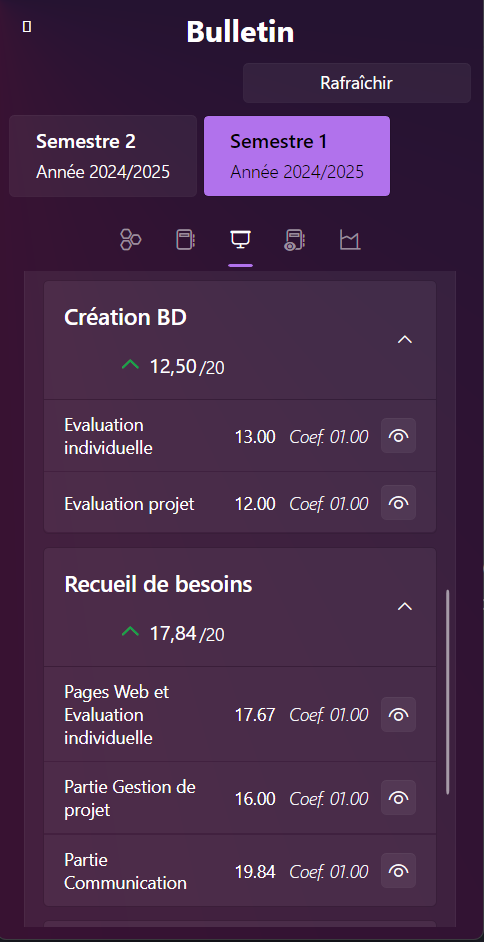 Bulletin
Rafraîchir
Semestre 2
Année 2024/2025
Semestre 1
Année 2024/2025
Création BD
12,50/20
Evaluation
individuelle
13.00 Coef. 01.00
Evaluation projet 12.00 Coef. 01.00
Recueil de besoins
17,84/20
Pages Web et
Evaluation
individuelle
17.67 Coef. 01.00
Partie Gestion de
projet
16.00 Coef. 01.00
Partie
Communication
19.84 Coef. 01.00